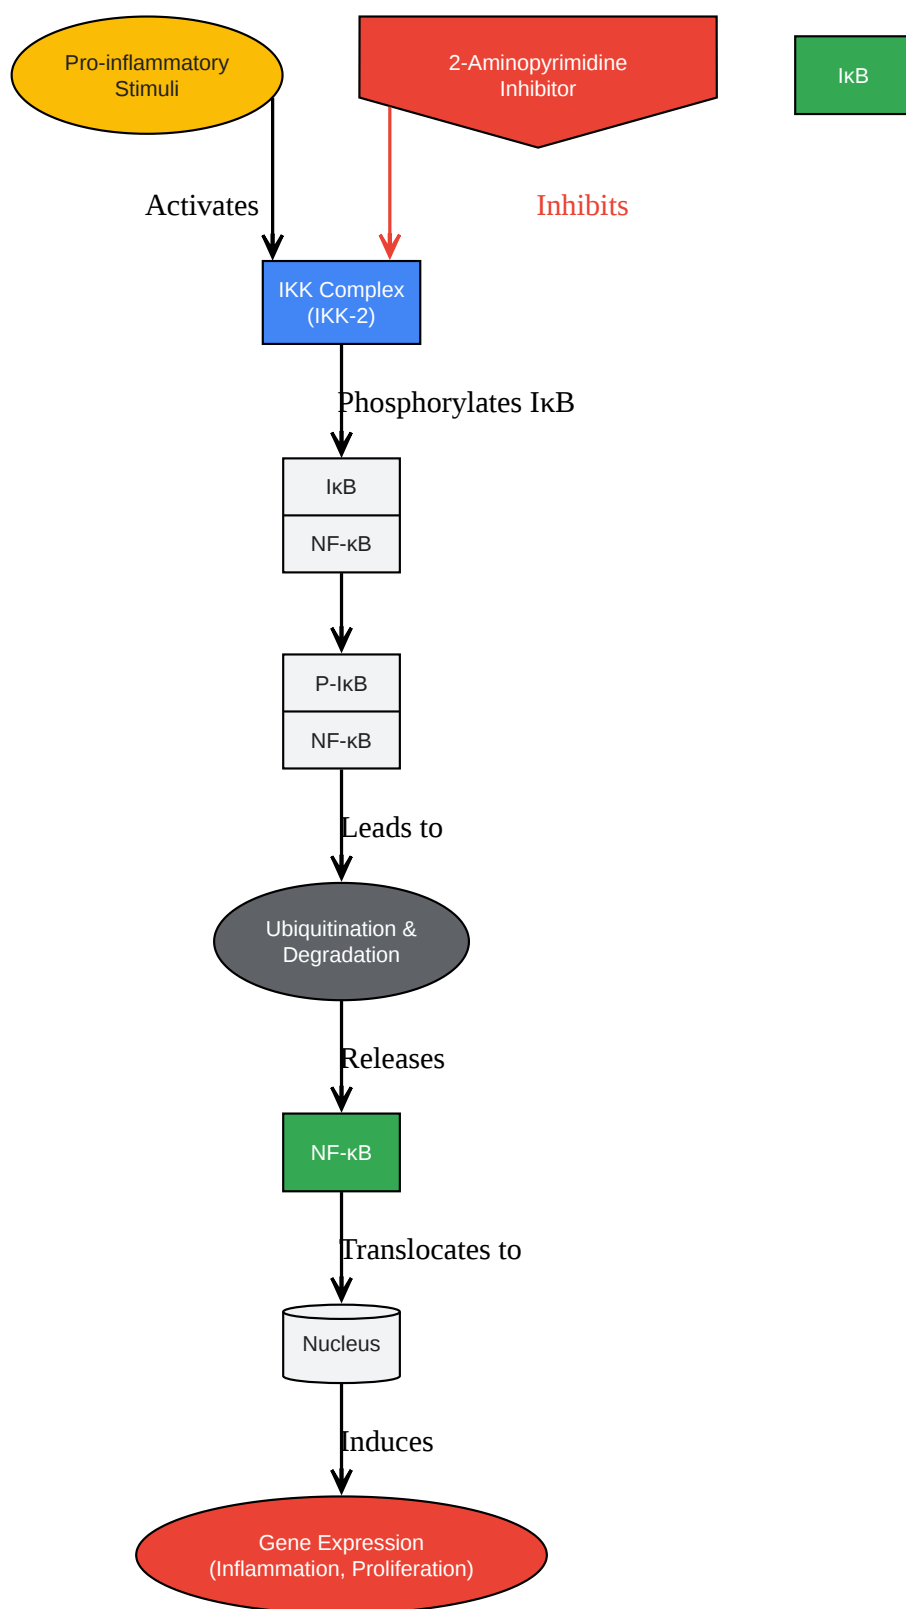 Pro-inflammatory
Stimuli
2-Aminopyrimidine
Inhibitor
IκB
Activates
Inhibits
IKK Complex
(IKK-2)
Phosphorylates IκB
IκB
NF-κB
P-IκB
NF-κB
Leads to
Ubiquitination &
Degradation
Releases
NF-κB
Translocates to
Nucleus
Induces
Gene Expression
(Inflammation, Proliferation)